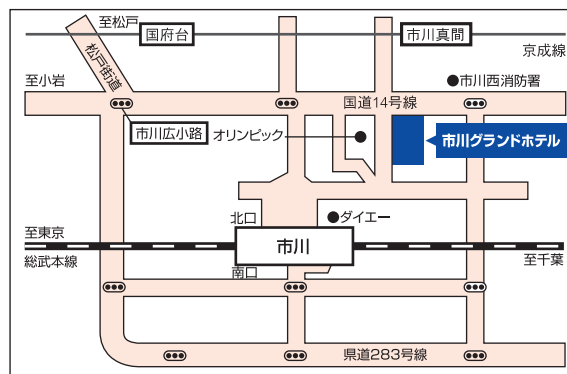 至松戸
国府台
市川真間
京成線
松戸街道
至小岩
市川西消防署
国道14号線
市川広小路
オリンピック
市川グランドホテル
北口
ダイエー
至東京
市川
総武本線
至千葉
南口
県道283号線